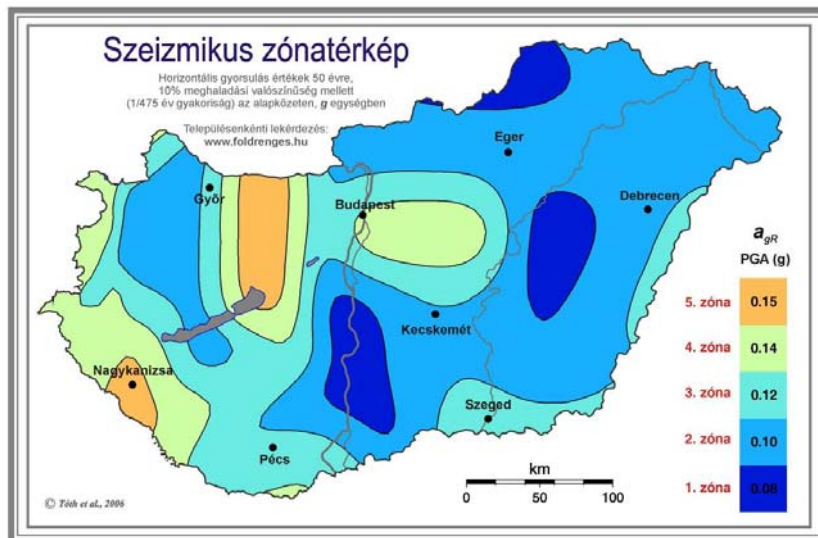 Szeizmikus zónatérkép
Horizontális gyorsulás értékek 50 évre,
10% meghaladási valószínűség mellett
(1/475 év gyakoriság) az alapkőzeten, g egységben
Településenkénti lekérdezés:
www.foldrenges.hu
Eger
Győr
Budapest
Debrecen
Kecskemét
Nagykanizsa
Szeged
Pécs
a gR
PGA (g)
5. zóna 0.15
4. zóna 0.14
3. zóna 0.12
2. zóna 0.10
1. zóna 0.08
km
0 50 100
© Tóth et al., 2006